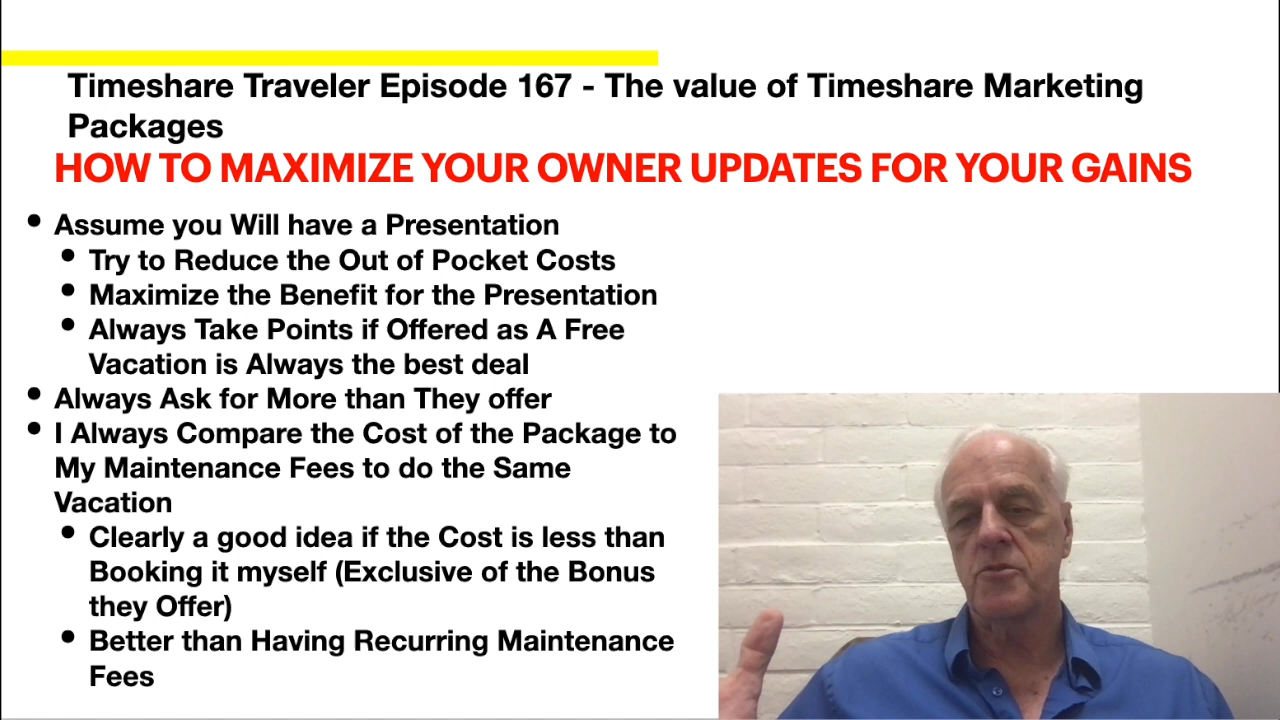 Timeshare Traveler Episode 167 - The value of Timeshare Marketing
Packages
HOW TO MAXIMIZE YOUR OWNER UPDATES FOR YOUR GAINS
• Assume you Will have a Presentation
• Try to Reduce the Out of Pocket Costs
• Maximize the Benefit for the Presentation
• Always Take Points if Offered as A Free
Vacation is Always the best deal
• Always Ask for More than They offer
• I Always Compare the Cost of the Package to
My Maintenance Fees to do the Same
Vacation
• Clearly a good idea if the Cost is less than
Booking it myself (Exclusive of the Bonus
they Offer)
• Better than Having Recurring Maintenance
Fees